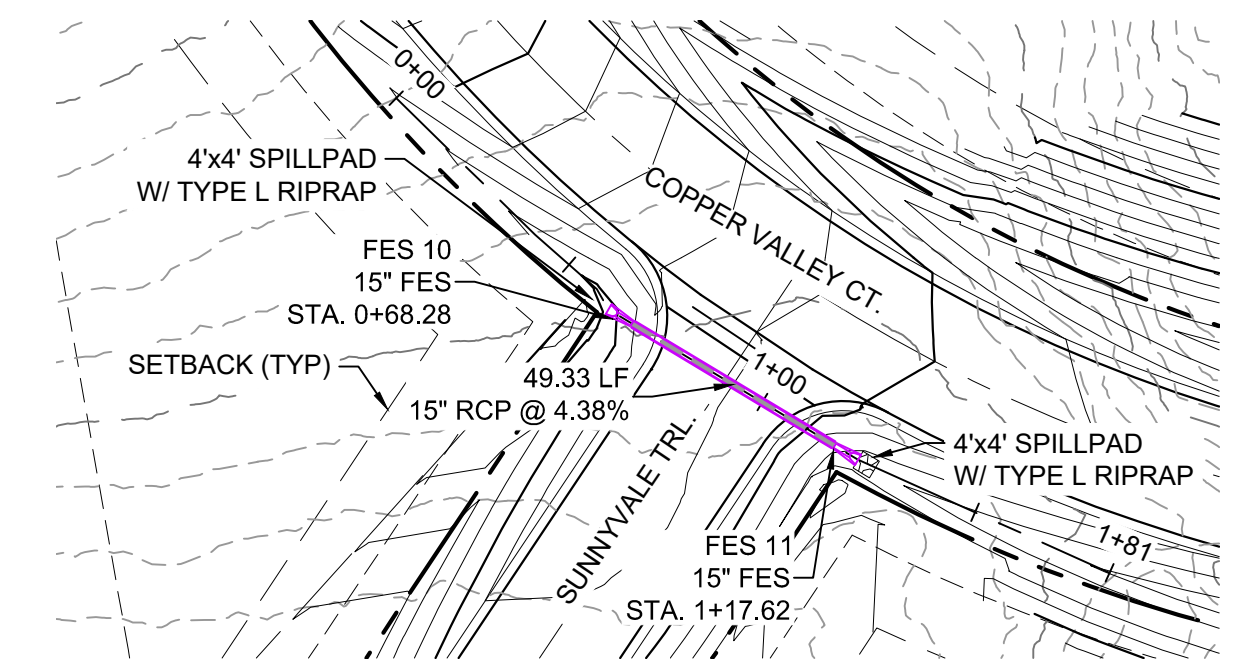 0+00
4'x4' SPILLPAD
W/ TYPE L RIPRAP
COPPER VALLEY CT.
FES 10
15" FES
STA. 0+68.28
SETBACK (TYP)
49.33 LF
15" RCP @ 4.38%
1+00
SUNNYVALE TRL.
4'x4' SPILLPAD
W/ TYPE L RIPRAP
FES 11
15" FES
STA. 1+17.62
1+81